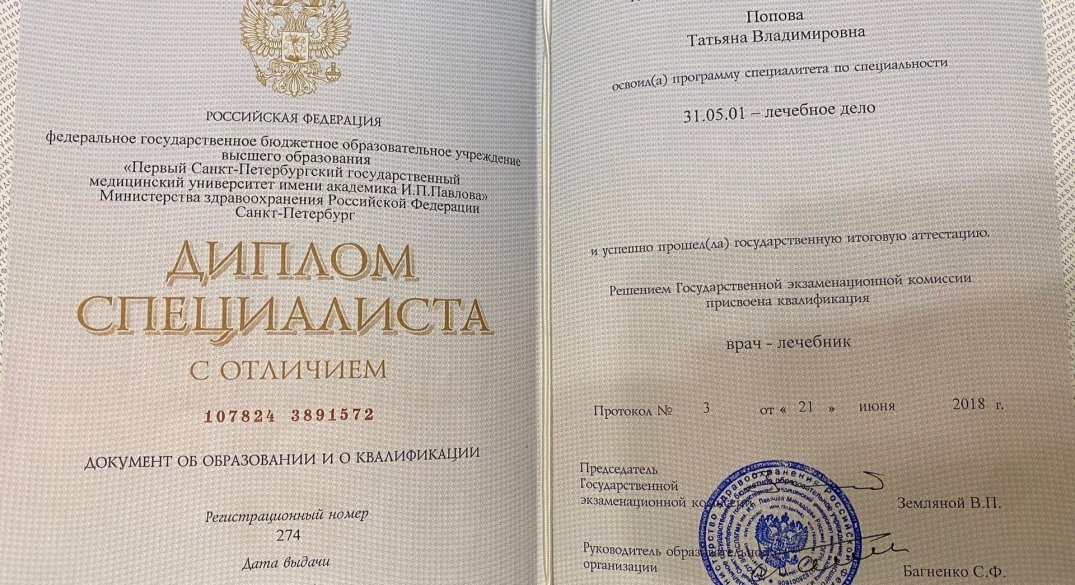 РОССИЙСКАЯ ФЕДЕРАЦИЯ
федеральное государственное бюджетное образовательное учреждение
высшего образования
«Первый Санкт-Петербургский государственный
медицинский университет имени академика И.П.Павлова»
Министерства здравоохранения Российской Федерации
Санкт-Петербург
ДИПЛОМ
СПЕЦИАЛИСТА
С ОТЛИЧИЕМ
107824 3891572
ДОКУМЕНТ ОБ ОБРАЗОВАНИИ И О КВАЛИФИКАЦИИ
Регистрационный номер
274
Дата выдачи
Попова
Татьяна Владимировна
освоил(а) программу специалитета по специальности
31.05.01 – лечебное дело
и успешно прошел(ла) государственную итоговую аттестацию.
Решением Государственной экзаменационной комиссии
присвоена квалификация
врач - лечебник
Протокол № 3 от « 21 » июня 2018 г.
Председатель
Государственной
экзаменационной
Земляной В.П.
Руководитель
организации
Багненко С.Ф.